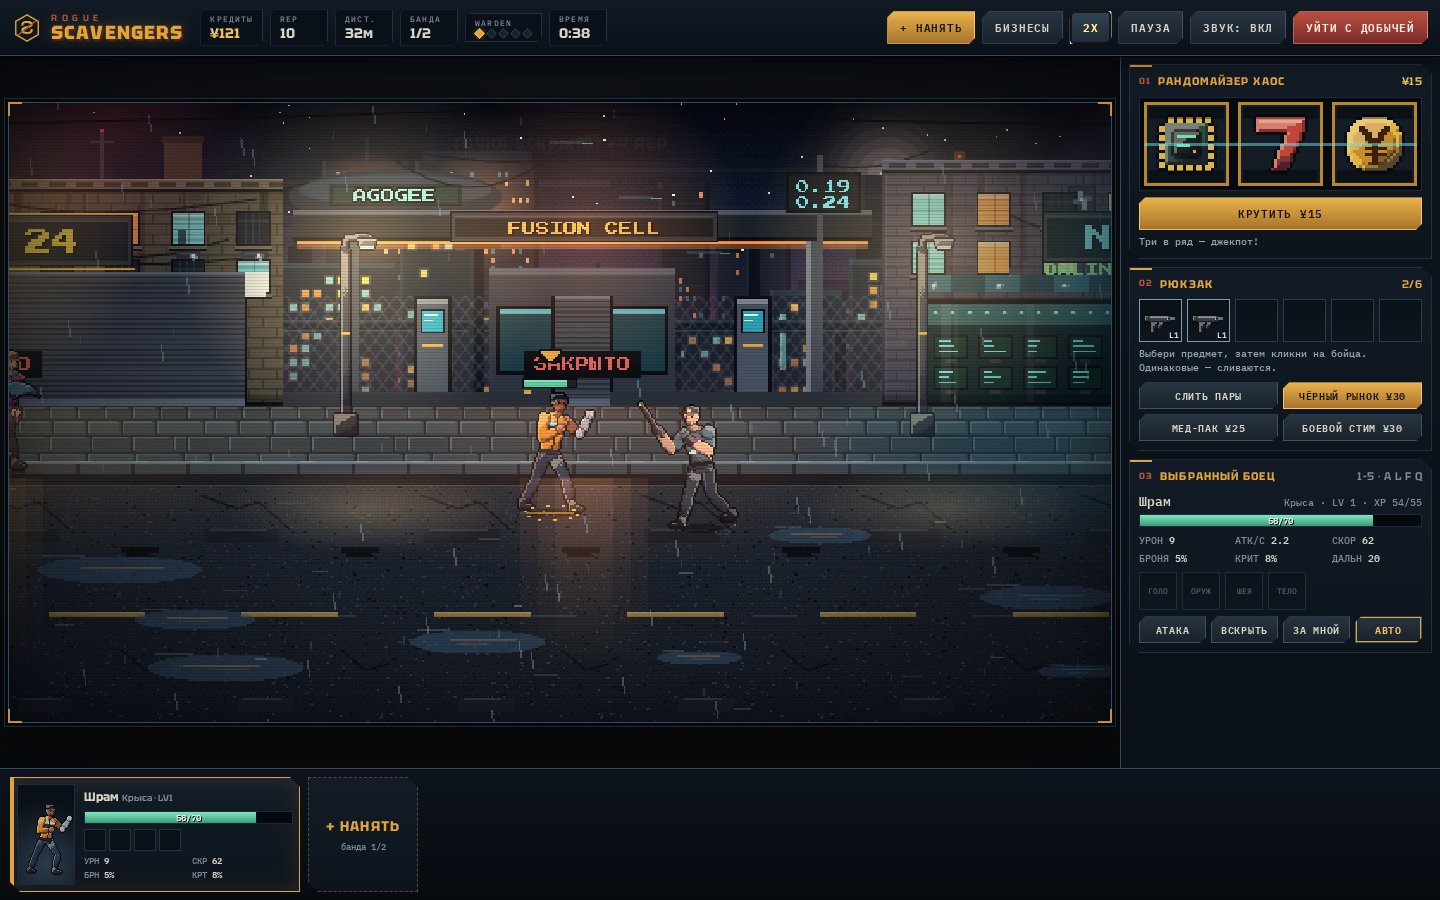 ROGUE
SCAVENGERS
КРЕДИТЫ
¥121
REP
10
ДИСТ.
32м
БАНДА
1/2
WARDEN
ВРЕМЯ
0:38
+ НАНЯТЬ
БИЗНЕСЫ
2X
ПАУЗА
ЗВУК: ВКЛ
УЙТИ С ДОБЫЧЕЙ
AGOGEE
0.19
0.24
24
FUSION CELL
N
ONLIN
ЗАКРЫТО
01 РАНДОМАЙЗЕР ХАОС ¥15
7
КРУТИТЬ ¥15
Три в ряд — джекпот!
02 РЮКЗАК 2/6
L1
L1
Выбери предмет, затем кликни на бойца.
Одинаковые — сливаются.
СЛИТЬ ПАРЫ
ЧЁРНЫЙ РЫНОК ¥30
МЕД-ПАК ¥25
БОЕВОЙ СТИМ ¥30
03 ВЫБРАННЫЙ БОЕЦ 1-5·A L F Q
Шрам Крыса · LV 1 · XP 54/55
58/70
УРОН 9 АТК/С 2.2 СКОР 62
БРОНЯ 5% КРИТ 8% ДАЛЬН 20
ГОЛО ОРУЖ ШЕЯ ТЕЛО
АТАКА
ВСКРЫТЬ
ЗА МНОЙ
АВТО
Шрам Крыса·LV1
58/70
УРН 9 СКР 62
БРН 5% КРТ 8%
+ НАНЯТЬ
банда 1/2